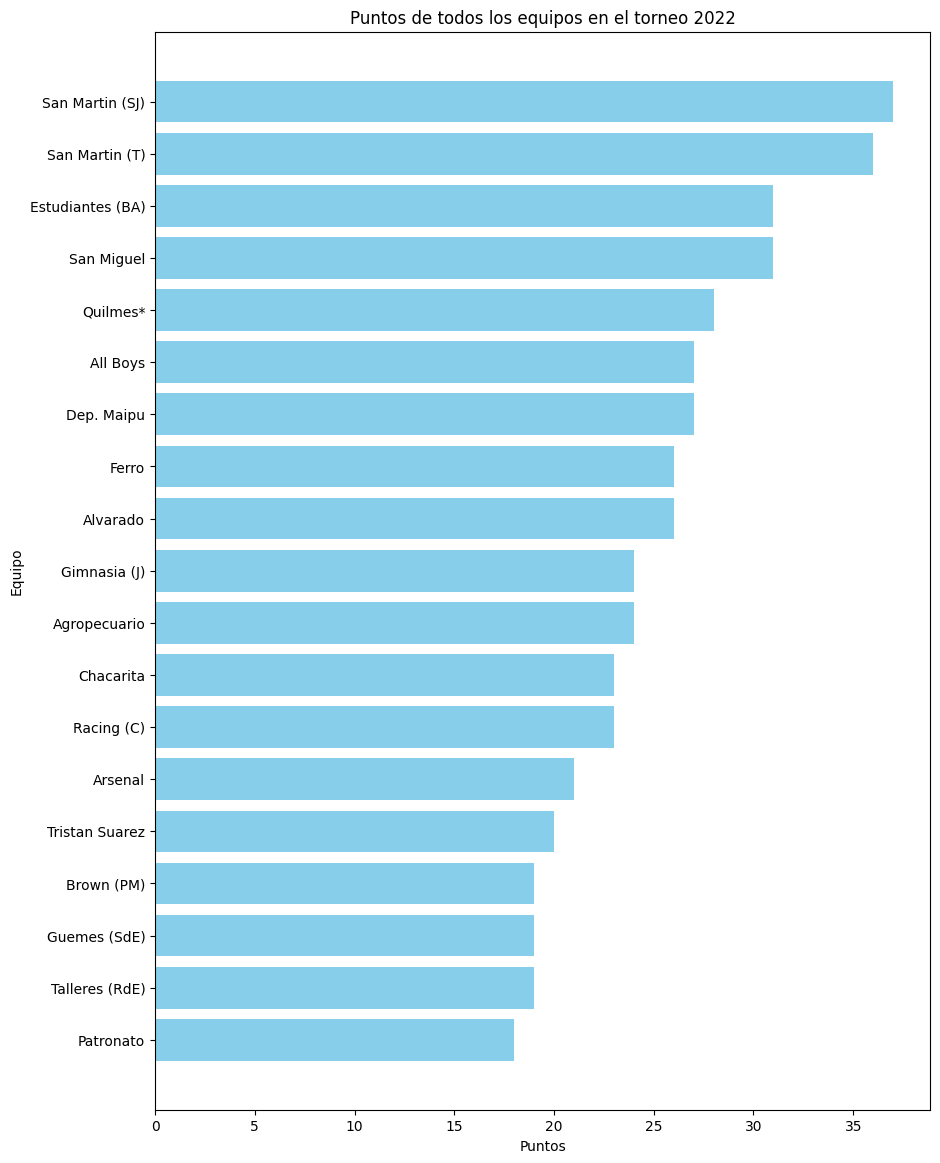 Puntos de todos los equipos en el torneo 2022
San Martin (SJ)
San Martin (T)
Estudiantes (BA)
San Miguel
Quilmes*
All Boys
Dep. Maipu
Ferro
Alvarado
Gimnasia (J)
Agropecuario
Chacarita
Racing (C)
Arsenal
Tristan Suarez
Brown (PM)
Guemes (SdE)
Talleres (RdE)
Patronato
Equipo
0 5 10 15 20 25 30 35
Puntos